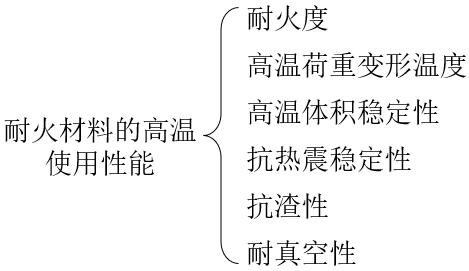 耐火材料的高温
使用性能
耐火度
高温荷重变形温度
高温体积稳定性
抗热震稳定性
抗渣性
耐真空性